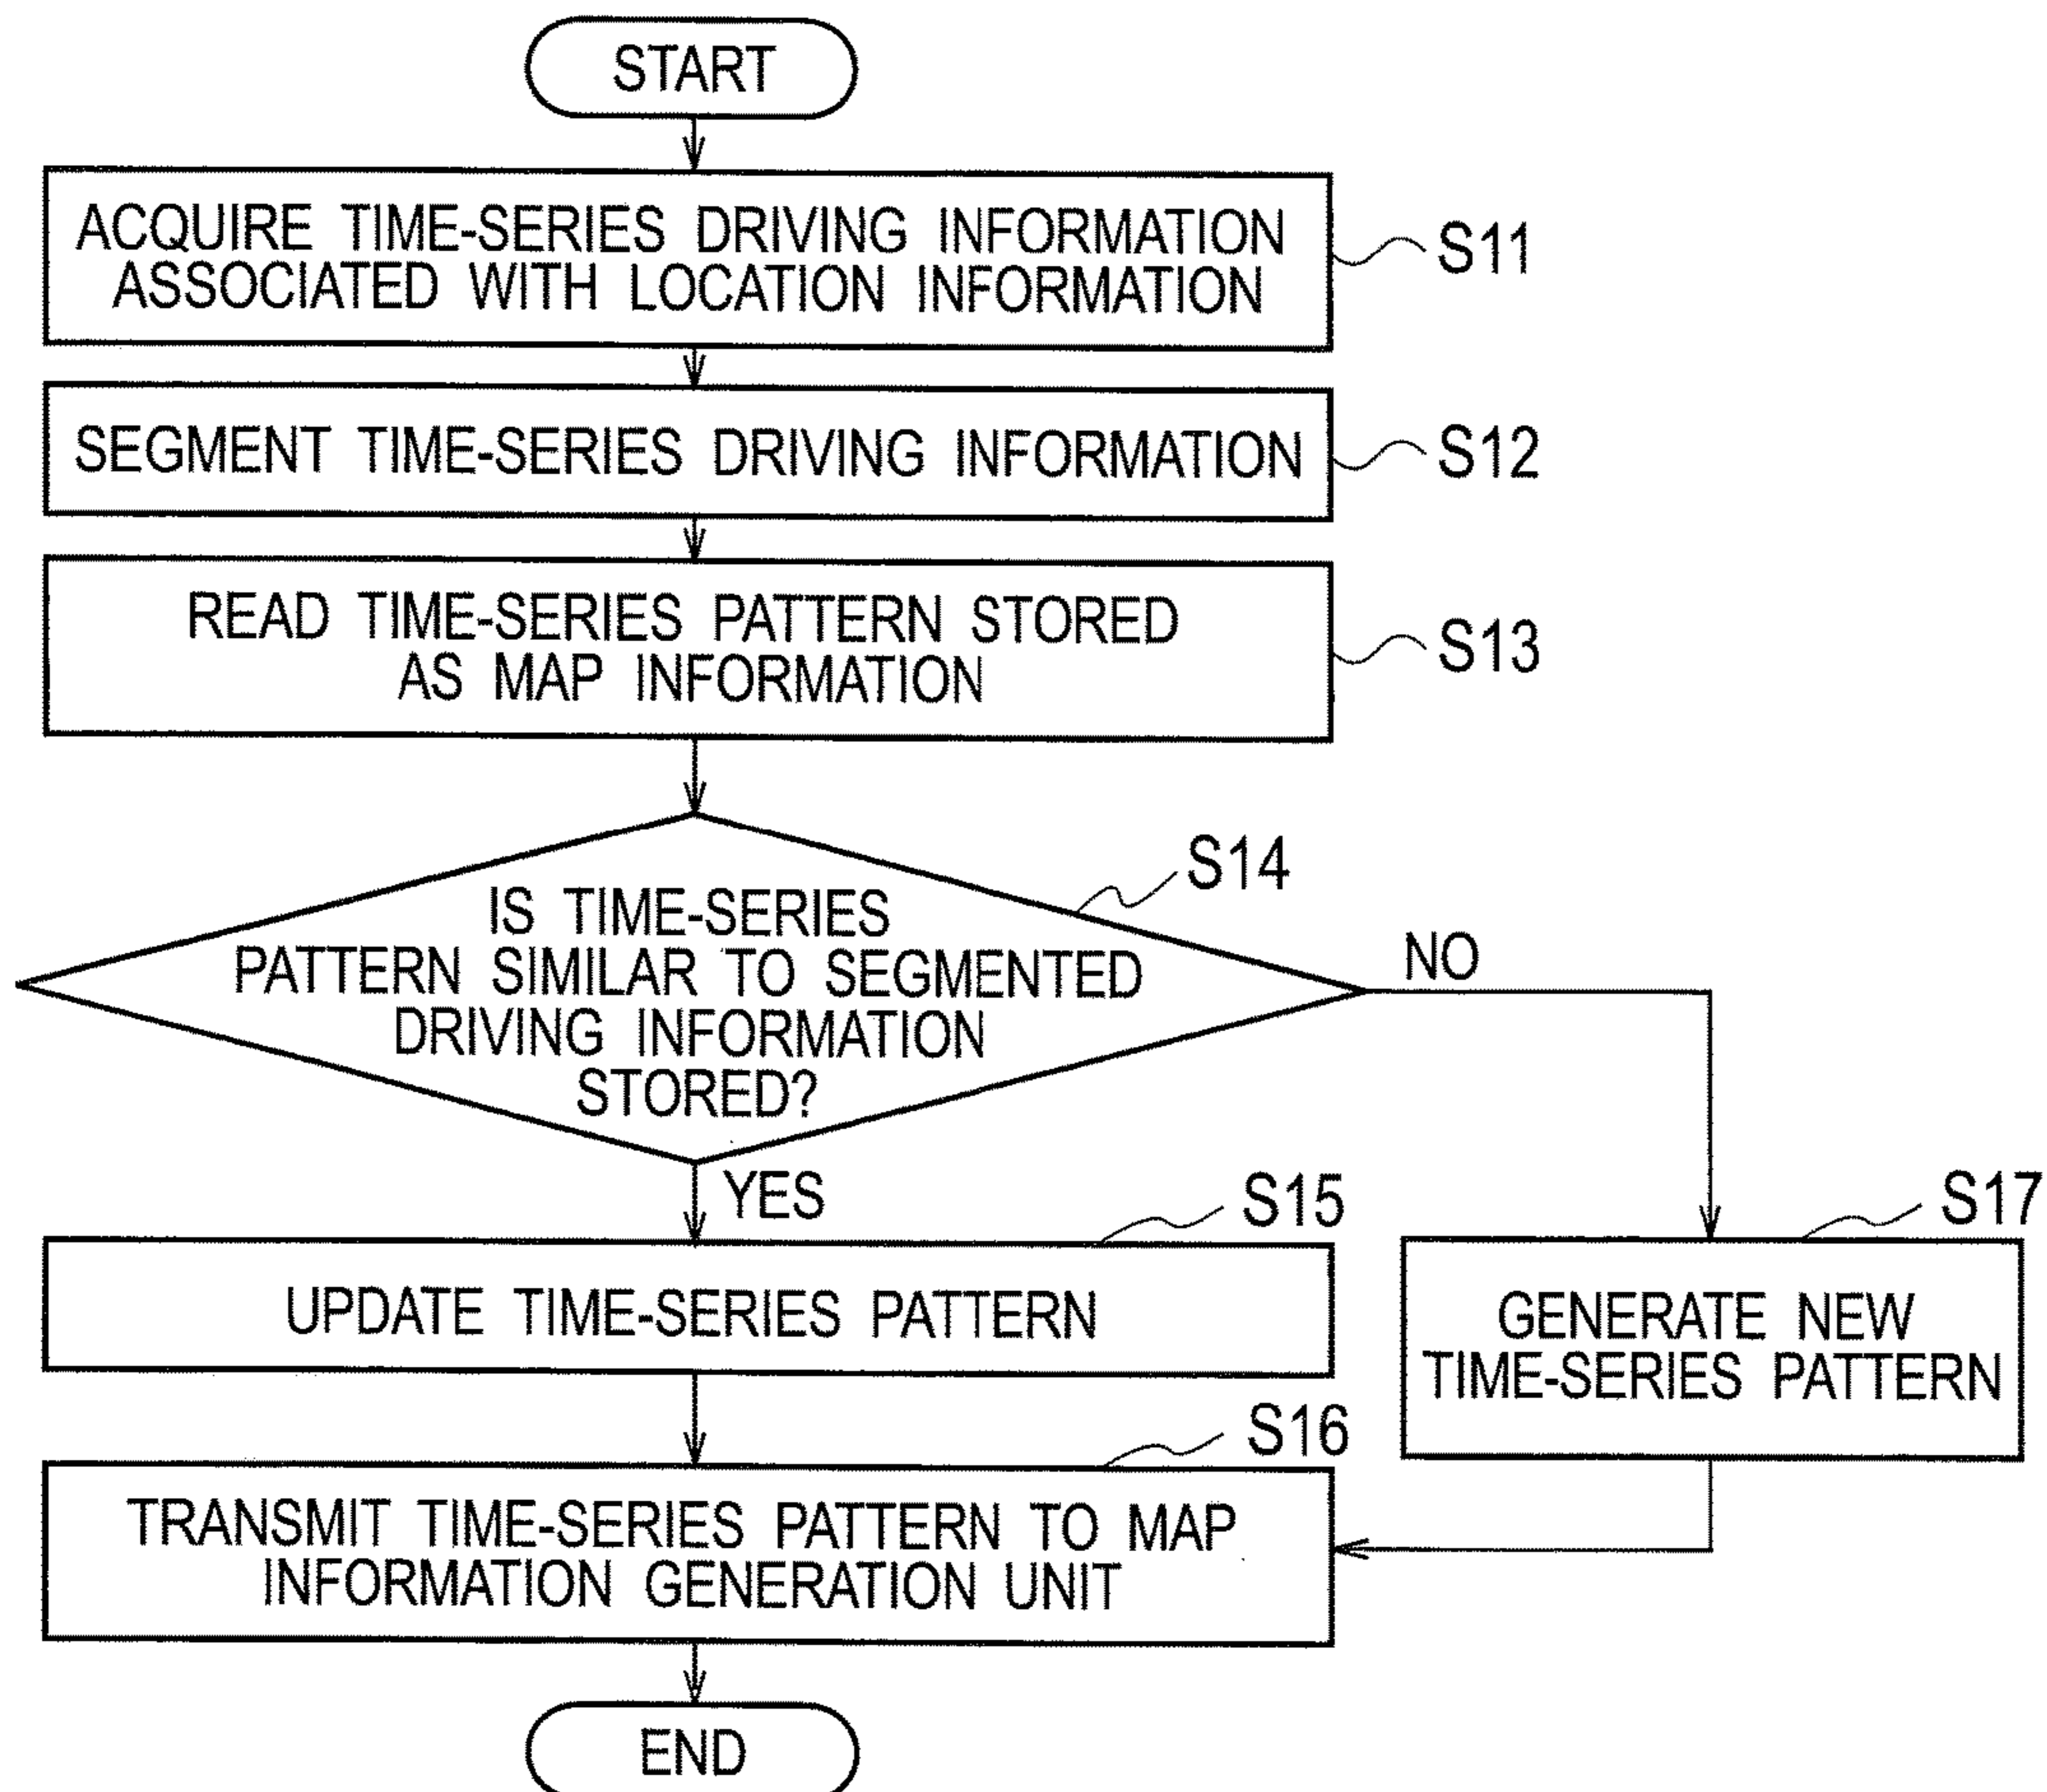 START
ACQUIRE TIME-SERIES DRIVING INFORMATION
ASSOCIATED WITH LOCATION INFORMATION
S11
SEGMENT TIME-SERIES DRIVING INFORMATION
S12
READ TIME-SERIES PATTERN STORED
AS MAP INFORMATION
S13
S14
IS TIME-SERIES
PATTERN SIMILAR TO SEGMENTED
DRIVING INFORMATION
STORED?
NO
YES
S15
UPDATE TIME-SERIES PATTERN
S17
GENERATE NEW
TIME-SERIES PATTERN
S16
TRANSMIT TIME-SERIES PATTERN TO MAP
INFORMATION GENERATION UNIT
END